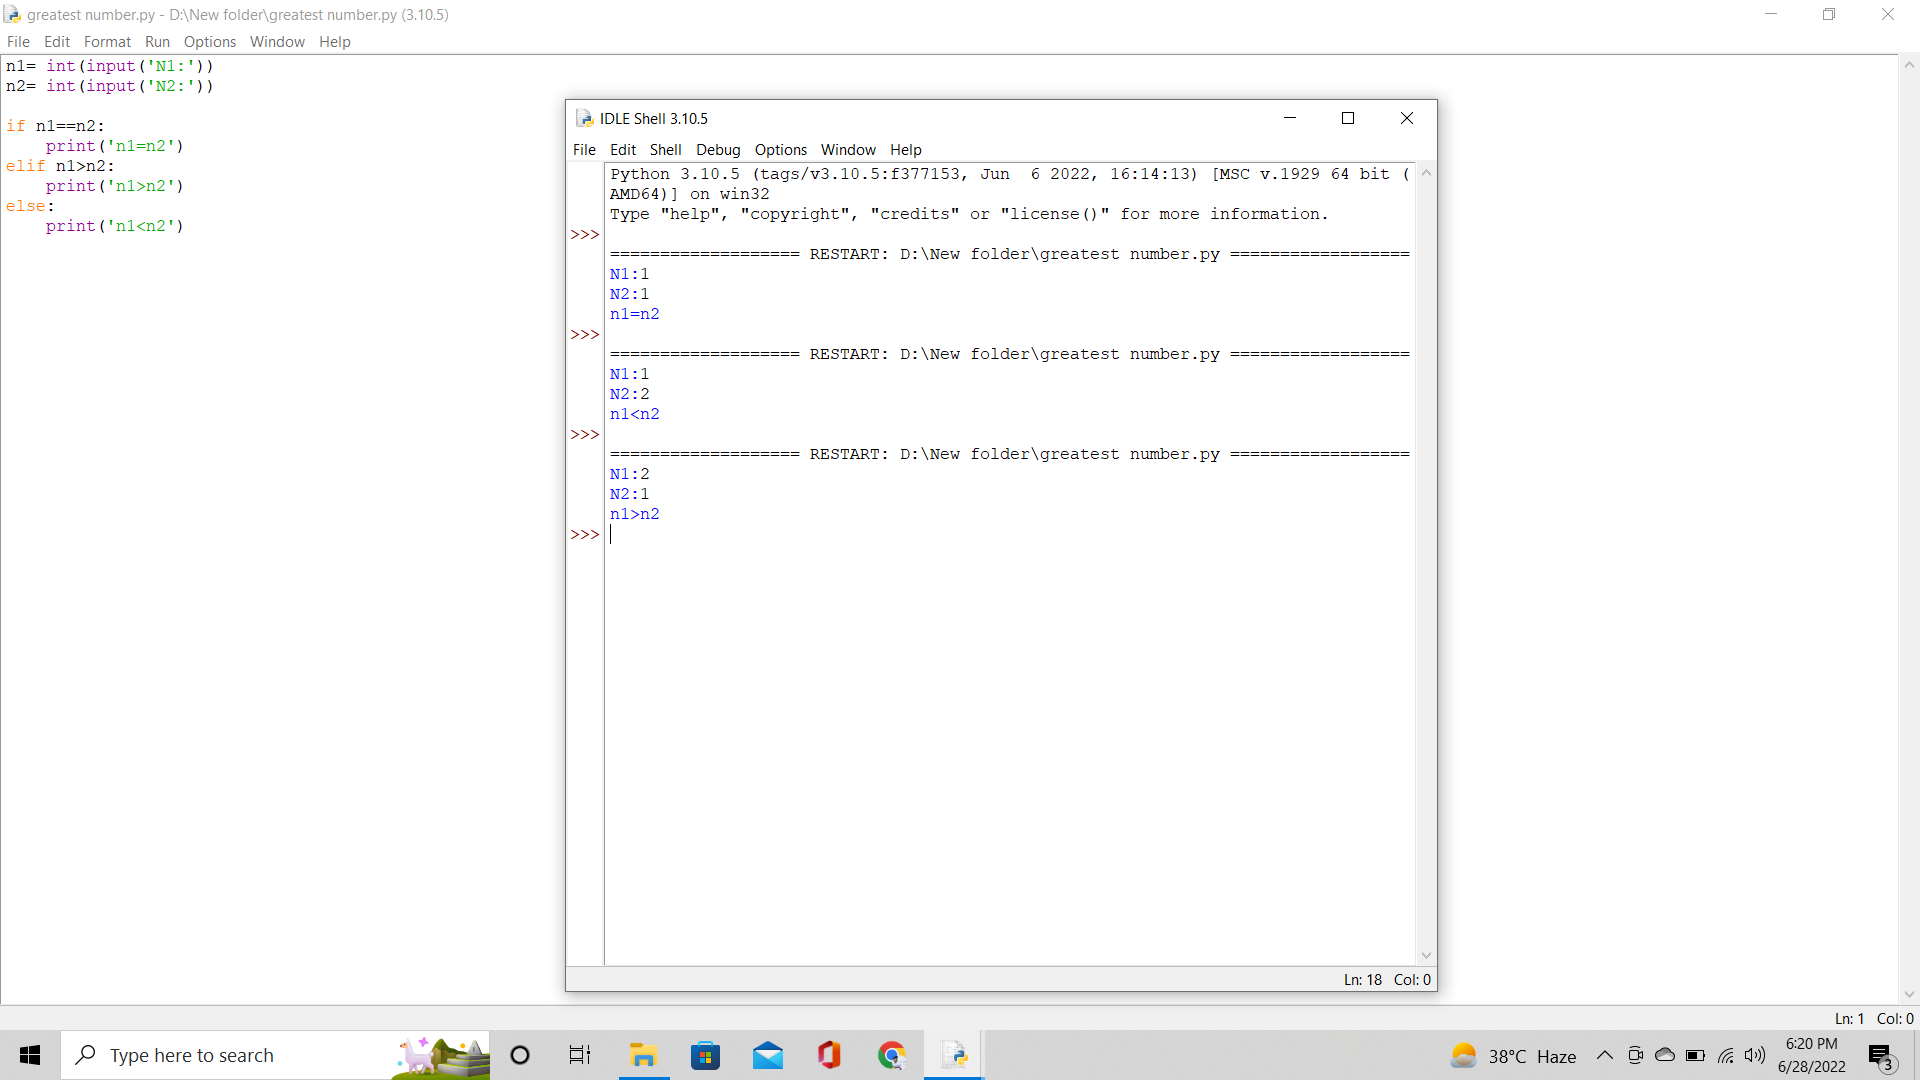 greatest number.py - D:\New folder\greatest number.py (3.10.5)
File Edit Format Run Options Window Help
n1= int(input('N1:'))
n2= int(input('N2:'))
if n1==n2:
    print('n1=n2')
elif n1>n2:
    print('n1>n2')
else:
    print('n1<n2')
IDLE Shell 3.10.5
File Edit Shell Debug Options Window Help
Python 3.10.5 (tags/v3.10.5:f377153, Jun  6 2022, 16:14:13) [MSC v.1929 64 bit (
AMD64)] on win32
Type "help", "copyright", "credits" or "license()" for more information.
>>>
=================== RESTART: D:\New folder\greatest number.py ==================
N1:1
N2:1
n1=n2
>>>
=================== RESTART: D:\New folder\greatest number.py ==================
N1:1
N2:2
n1<n2
>>>
=================== RESTART: D:\New folder\greatest number.py ==================
N1:2
N2:1
n1>n2
>>>
Ln: 18 Col: 0
Ln: 1 Col: 0
Type here to search
38°C Haze
6:20 PM
6/28/2022
3